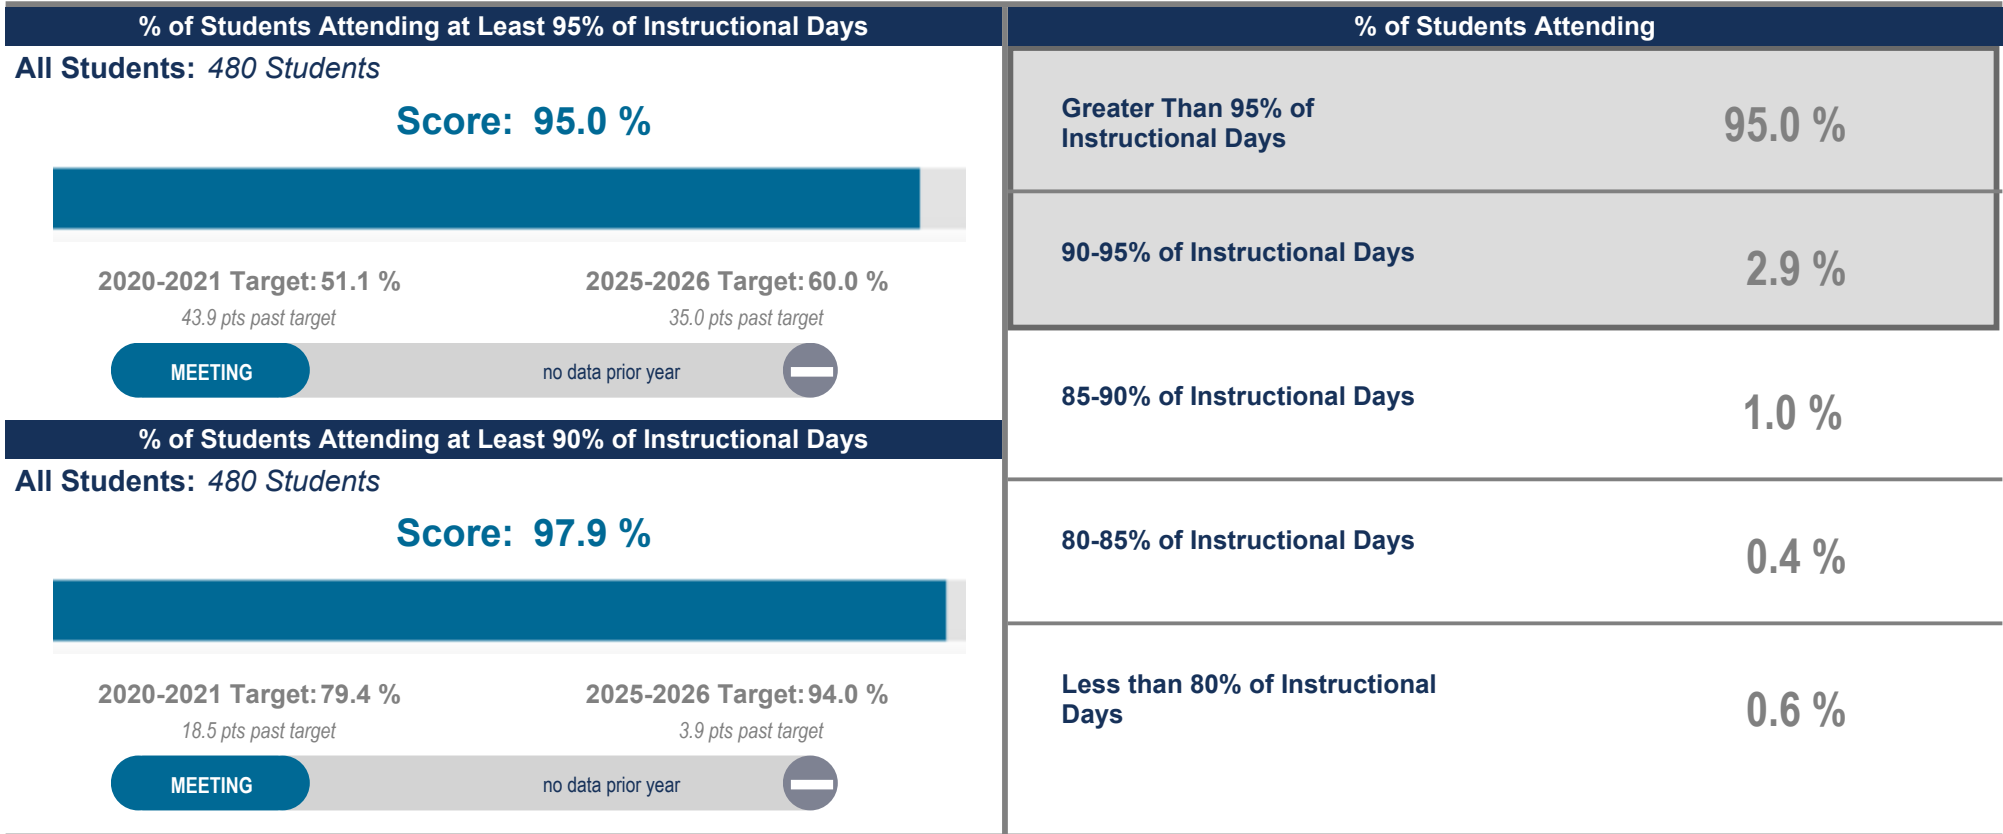 % of Students Attending at Least 95% of Instructional Days
All Students: 480 Students
Score: 95.0 %
2020-2021 Target: 51.1 %
43.9 pts past target
2025-2026 Target: 60.0 %
35.0 pts past target
MEETING
no data prior year
% of Students Attending at Least 90% of Instructional Days
All Students: 480 Students
Score: 97.9 %
2020-2021 Target: 79.4 %
18.5 pts past target
2025-2026 Target: 94.0 %
3.9 pts past target
MEETING
no data prior year
% of Students Attending
Greater Than 95% of
Instructional Days
95.0 %
90-95% of Instructional Days
2.9 %
85-90% of Instructional Days
1.0 %
80-85% of Instructional Days
0.4 %
Less than 80% of Instructional
Days
0.6 %